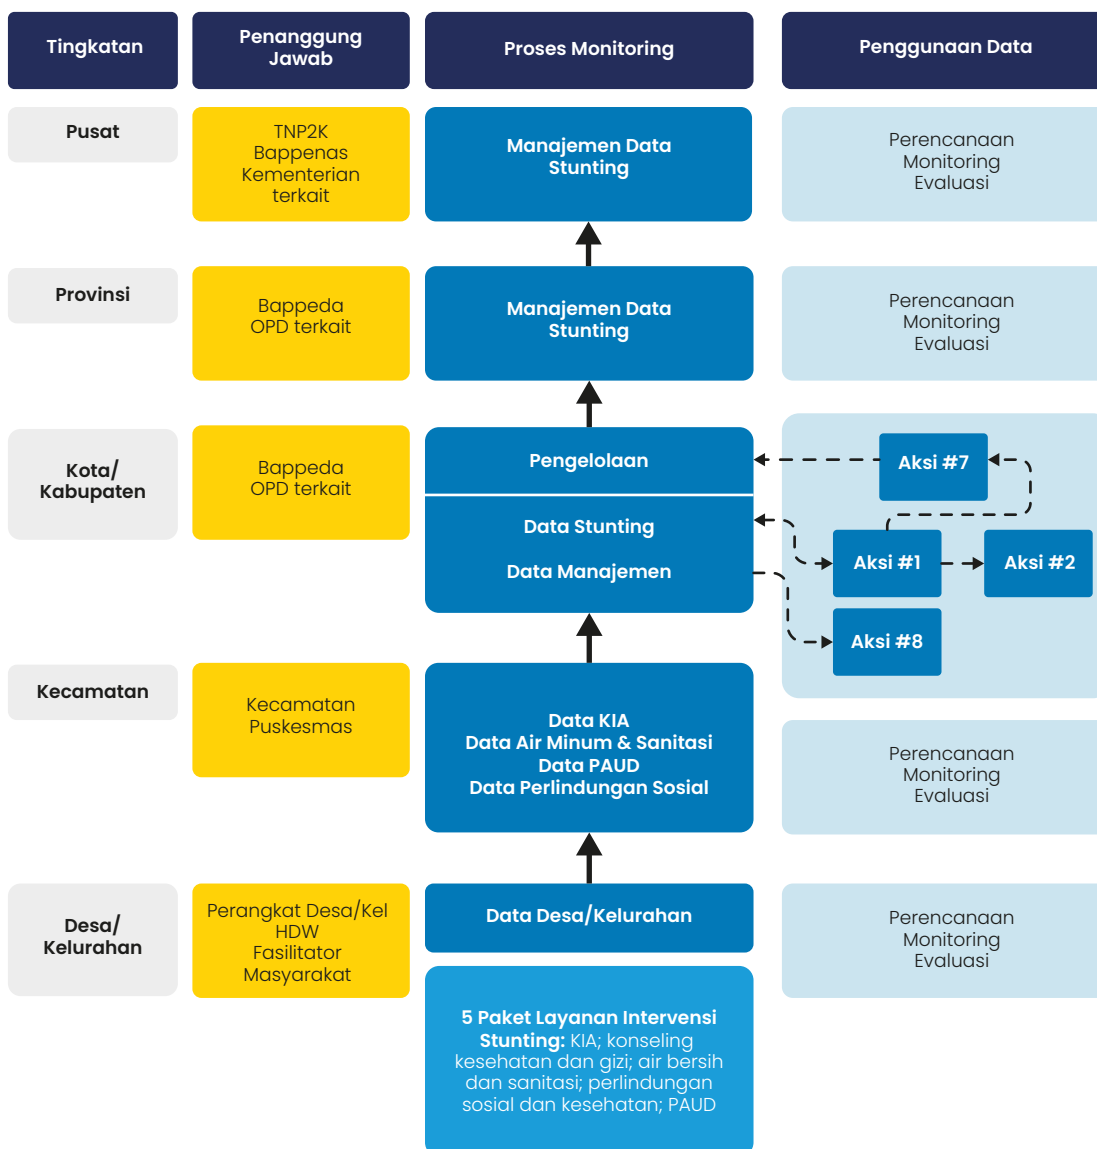 Tingkatan
Penanggung
Jawab
Proses Monitoring
Penggunaan Data
Pusat
TNP2K
Bappenas
Kementerian
terkait
Manajemen Data
Stunting
Perencanaan
Monitoring
Evaluasi
Provinsi
Bappeda
OPD terkait
Manajemen Data
Stunting
Perencanaan
Monitoring
Evaluasi
Kota/
Kabupaten
Bappeda
OPD terkait
Pengelolaan
Data Stunting
Data Manajemen
Aksi #7
Aksi #1
Aksi #2
Aksi #8
Kecamatan
Kecamatan
Puskesmas
Data KIA
Data Air Minum & Sanitasi
Data PAUD
Data Perlindungan Sosial
Perencanaan
Monitoring
Evaluasi
Desa/
Kelurahan
Perangkat Desa/Kel
HDW
Fasilitator
Masyarakat
Data Desa/Kelurahan
Perencanaan
Monitoring
Evaluasi
5 Paket Layanan Intervensi
Stunting: KIA; konseling
kesehatan dan gizi; air bersih
dan sanitasi; perlindungan
sosial dan kesehatan; PAUD